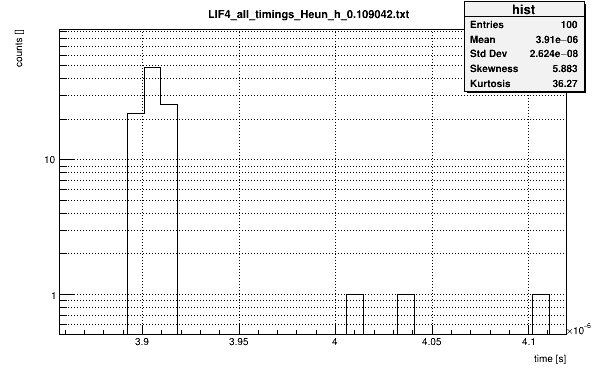 LIF4_all_timings_Heun_h_0.109042.txt
hist
Entries 100
Mean 3.91e−06
Std Dev 2.624e−08
Skewness 5.883
Kurtosis 36.27
counts []
10
1
3.9 3.95 4 4.05 4.1
×10⁻⁶
time [s]